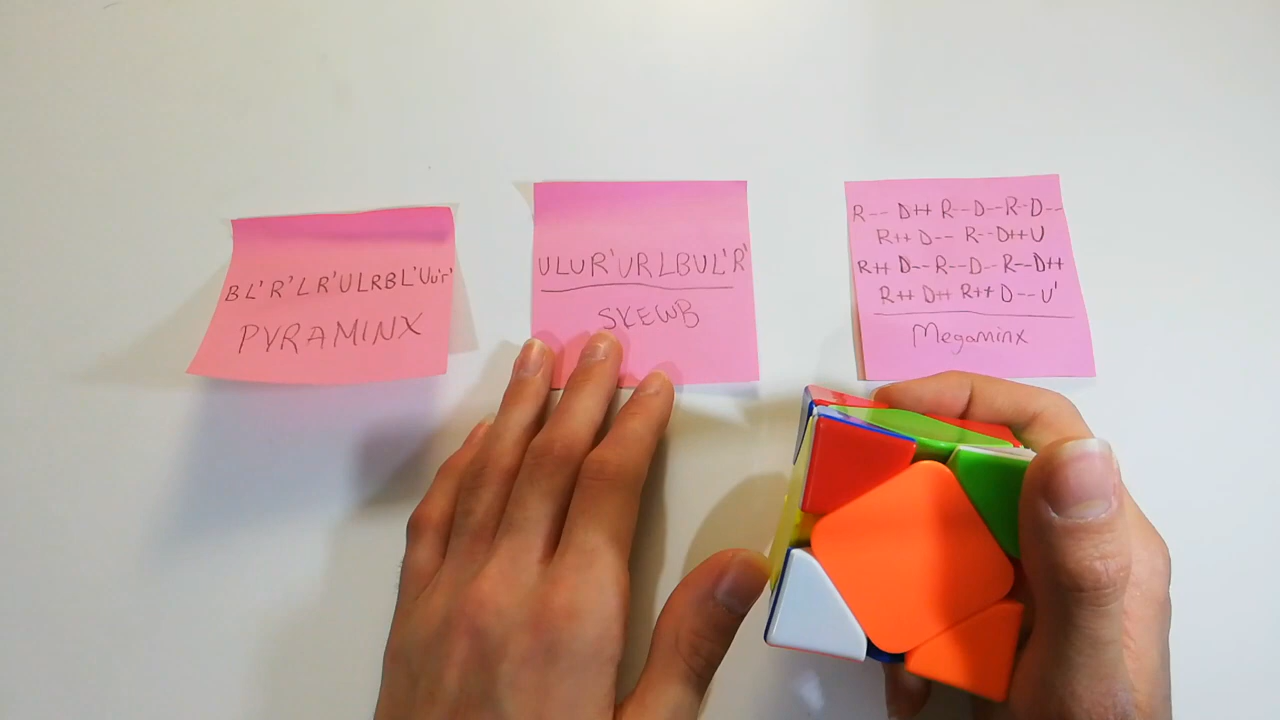 BL'R'LR'ULRBL'Uu'r'
PYRAMINX
ULUR'URLBUL'R'
SKEWB
R-- D++ R--D--R--D--
R++ D-- R--D++U
R++ D--R--D--R--D++
R++ D++ R++ D--U'
Megaminx